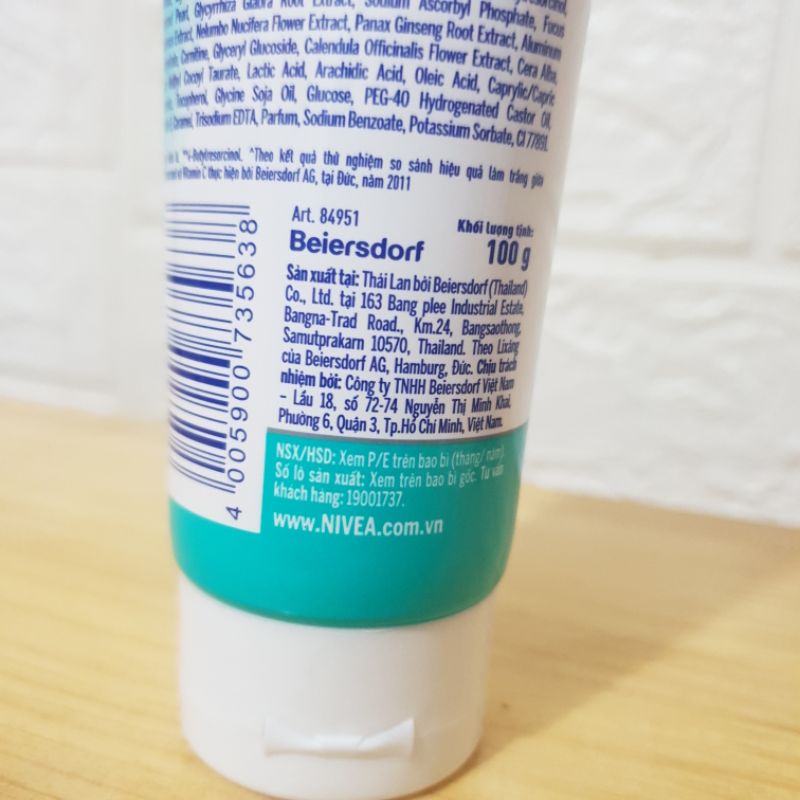 Glycyrrhiza Glabra Root Extract, Sodium Ascorbyl Phosphate, Fucus
Extract, Nelumbo Nucifera Flower Extract, Panax Ginseng Root Extract, Aluminum
Carnitine, Glyceryl Glucoside, Calendula Officinalis Flower Extract, Cera Alba,
Methyl Cocoyl Taurate, Lactic Acid, Arachidic Acid, Oleic Acid, Caprylic/Capric
Tocopherol, Glycine Soja Oil, Glucose, PEG-40 Hydrogenated Castor Oil,
Caramel, Trisodium EDTA, Parfum, Sodium Benzoate, Potassium Sorbate, CI 77891.
^Theo kết quả thử nghiệm so sánh hiệu quả làm trắng giữa
Vitamin C thực hiện bởi Beiersdorf AG, tại Đức, năm 2011
Art. 84951
Khối lượng tịnh:
Beiersdorf
100 g
Sản xuất tại: Thái Lan bởi Beiersdorf (Thailand)
Co., Ltd. tại 163 Bang plee Industrial Estate,
Bangna-Trad Road., Km.24, Bangsaothong,
Samutprakarn 10570, Thailand. Theo Lixăng
của Beiersdorf AG, Hamburg, Đức. Chịu trách
nhiệm bởi: Công ty TNHH Beiersdorf Việt Nam
- Lầu 18, số 72-74 Nguyễn Thị Minh Khai,
Phường 6, Quận 3, Tp.Hồ Chí Minh, Việt Nam.
NSX/HSD: Xem P/E trên bao bì (tháng/ năm).
Số lô sản xuất: Xem trên bao bì gốc. Tư vấn
khách hàng: 19001737.
www.NIVEA.com.vn
4 005900 735638